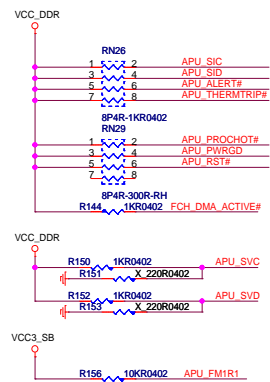 VCC_DDR
RN26
1 2 APU_SIC
3 4 APU_SID
5 6 APU_ALERT#
7 8 APU_THERMTRIP#
8P4R-1KR0402
RN29
1 2 APU_PROCHOT#
3 4 APU_PWRGD
5 6 APU_RST#
7 8
8P4R-300R-RH
R144 1KR0402 FCH_DMA_ACTIVE#
VCC_DDR
R150 1KR0402 APU_SVC
R151 X_220R0402
R152 1KR0402 APU_SVD
R153 X_220R0402
VCC3_SB
R156 10KR0402 APU_FM1R1